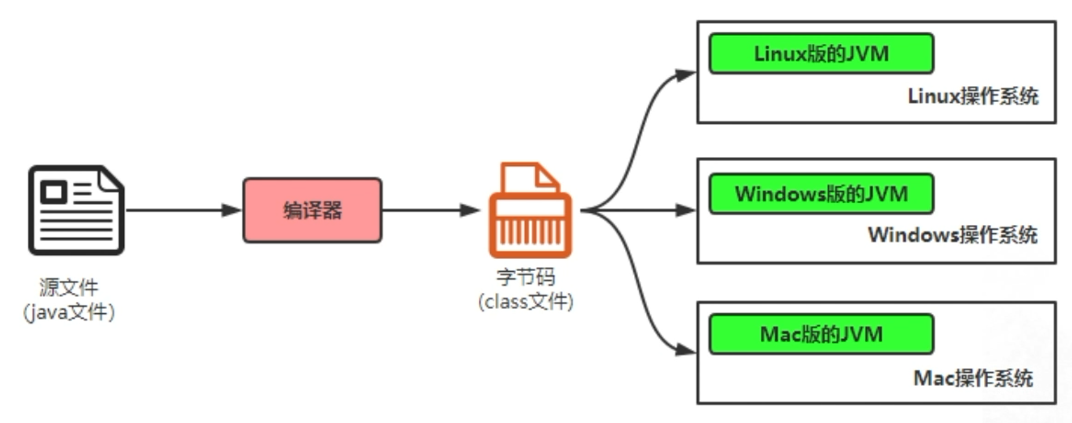 Linux版的JVM
Linux操作系统
编译器
Windows版的JVM
Windows操作系统
源文件
(java文件)
字节码
(class文件)
Mac版的JVM
Mac操作系统